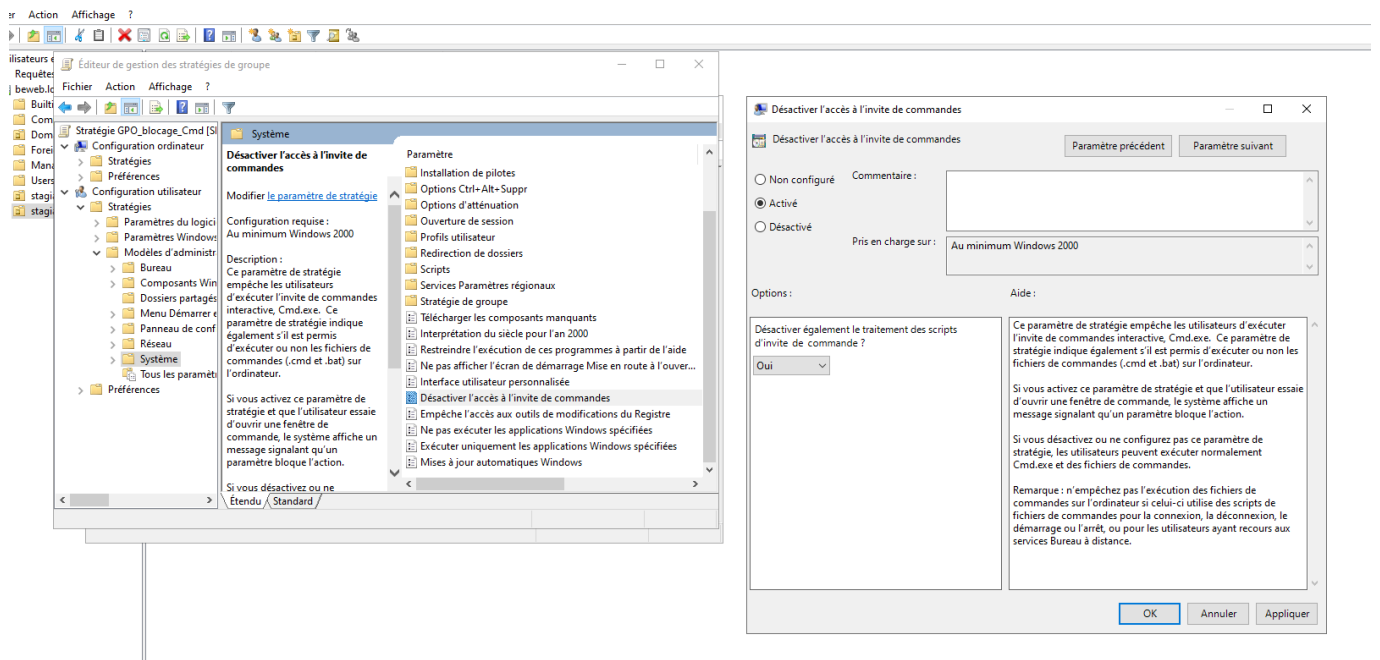 er Action Affichage ?
ilisateurs e
Requêtes
beweb.lo
Builti
Com
Dom
Forei
Mana
Users
stagi
stagi
Éditeur de gestion des stratégies de groupe
Fichier Action Affichage ?
Stratégie GPO_blocage_Cmd [SI
Configuration ordinateur
Stratégies
Préférences
Configuration utilisateur
Stratégies
Paramètres du logici
Paramètres Windows
Modèles d'administr
Bureau
Composants Win
Dossiers partagés
Menu Démarrer e
Panneau de conf
Réseau
Système
Tous les paramètr
Préférences
Système
Désactiver l'accès à l'invite de
commandes
Modifier le paramètre de stratégie
Configuration requise :
Au minimum Windows 2000
Description :
Ce paramètre de stratégie
empêche les utilisateurs
d'exécuter l'invite de commandes
interactive, Cmd.exe. Ce
paramètre de stratégie indique
également s'il est permis
d'exécuter ou non les fichiers de
commandes (.cmd et .bat) sur
l'ordinateur.
Si vous activez ce paramètre de
stratégie et que l'utilisateur essaie
d'ouvrir une fenêtre de
commande, le système affiche un
message signalant qu'un
paramètre bloque l'action.
Si vous désactivez ou ne
Paramètre
Installation de pilotes
Options Ctrl+Alt+Suppr
Options d'atténuation
Ouverture de session
Profils utilisateur
Redirection de dossiers
Scripts
Services Paramètres régionaux
Stratégie de groupe
Télécharger les composants manquants
Interprétation du siècle pour l'an 2000
Restreindre l'exécution de ces programmes à partir de l'aide
Ne pas afficher l'écran de démarrage Mise en route à l'ouver...
Interface utilisateur personnalisée
Désactiver l'accès à l'invite de commandes
Empêche l'accès aux outils de modifications du Registre
Ne pas exécuter les applications Windows spécifiées
Exécuter uniquement les applications Windows spécifiées
Mises à jour automatiques Windows
Étendu Standard
Désactiver l'accès à l'invite de commandes
Désactiver l'accès à l'invite de commandes
Paramètre précédent Paramètre suivant
Non configuré
Activé
Désactivé
Commentaire :
Pris en charge sur :
Au minimum Windows 2000
Options :
Aide :
Désactiver également le traitement des scripts
d'invite de commande ?
Oui
Ce paramètre de stratégie empêche les utilisateurs d'exécuter
l'invite de commandes interactive, Cmd.exe. Ce paramètre de
stratégie indique également s'il est permis d'exécuter ou non les
fichiers de commandes (.cmd et .bat) sur l'ordinateur.
Si vous activez ce paramètre de stratégie et que l'utilisateur essaie
d'ouvrir une fenêtre de commande, le système affiche un
message signalant qu'un paramètre bloque l'action.
Si vous désactivez ou ne configurez pas ce paramètre de
stratégie, les utilisateurs peuvent exécuter normalement
Cmd.exe et des fichiers de commandes.
Remarque : n'empêchez pas l'exécution des fichiers de
commandes sur l'ordinateur si celui-ci utilise des scripts de
fichiers de commandes pour la connexion, la déconnexion, le
démarrage ou l'arrêt, ou pour les utilisateurs ayant recours aux
services Bureau à distance.
OK Annuler Appliquer